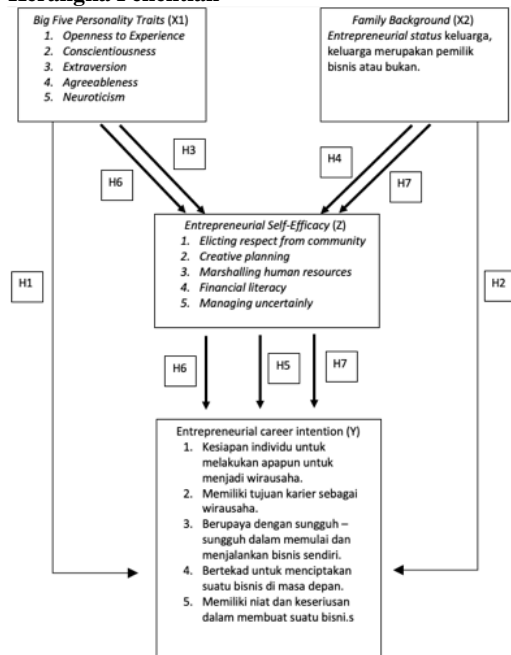 Kerangka Penelitian
Big Five Personality Traits (X1)
1. Openness to Experience
2. Conscientiousness
3. Extraversion
4. Agreeableness
5. Neuroticism
Family Background (X2)
Entrepreneurial status keluarga,
keluarga merupakan pemilik
bisnis atau bukan.
H3
H4
H6
H7
Entrepreneurial Self-Efficacy (Z)
1. Elicting respect from community
2. Creative planning
3. Marshalling human resources
4. Financial literacy
5. Managing uncertainly
H1
H2
H6
H5
H7
Entrepreneurial career intention (Y)
1. Kesiapan individu untuk
melakukan apapun untuk
menjadi wirausaha.
2. Memiliki tujuan karier sebagai
wirausaha.
3. Berupaya dengan sungguh –
sungguh dalam memulai dan
menjalankan bisnis sendiri.
4. Bertekad untuk menciptakan
suatu bisnis di masa depan.
5. Memiliki niat dan keseriusan
dalam membuat suatu bisni.s